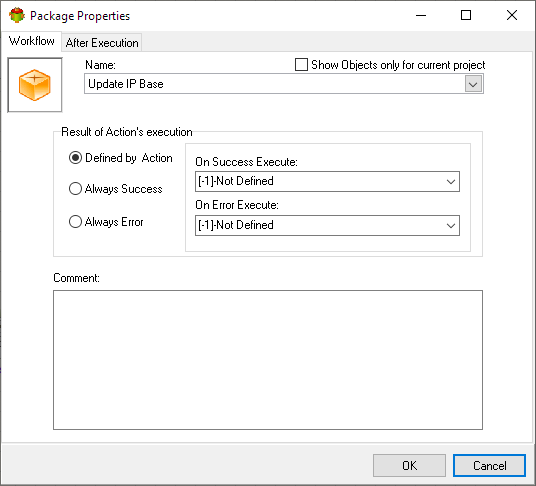 Package Properties
Workflow
After Execution
Name:
Show Objects only for current project
Update IP Base
Result of Action's execution
Defined by Action
Always Success
Always Error
On Success Execute:
[-1]-Not Defined
On Error Execute:
[-1]-Not Defined
Comment:
OK
Cancel